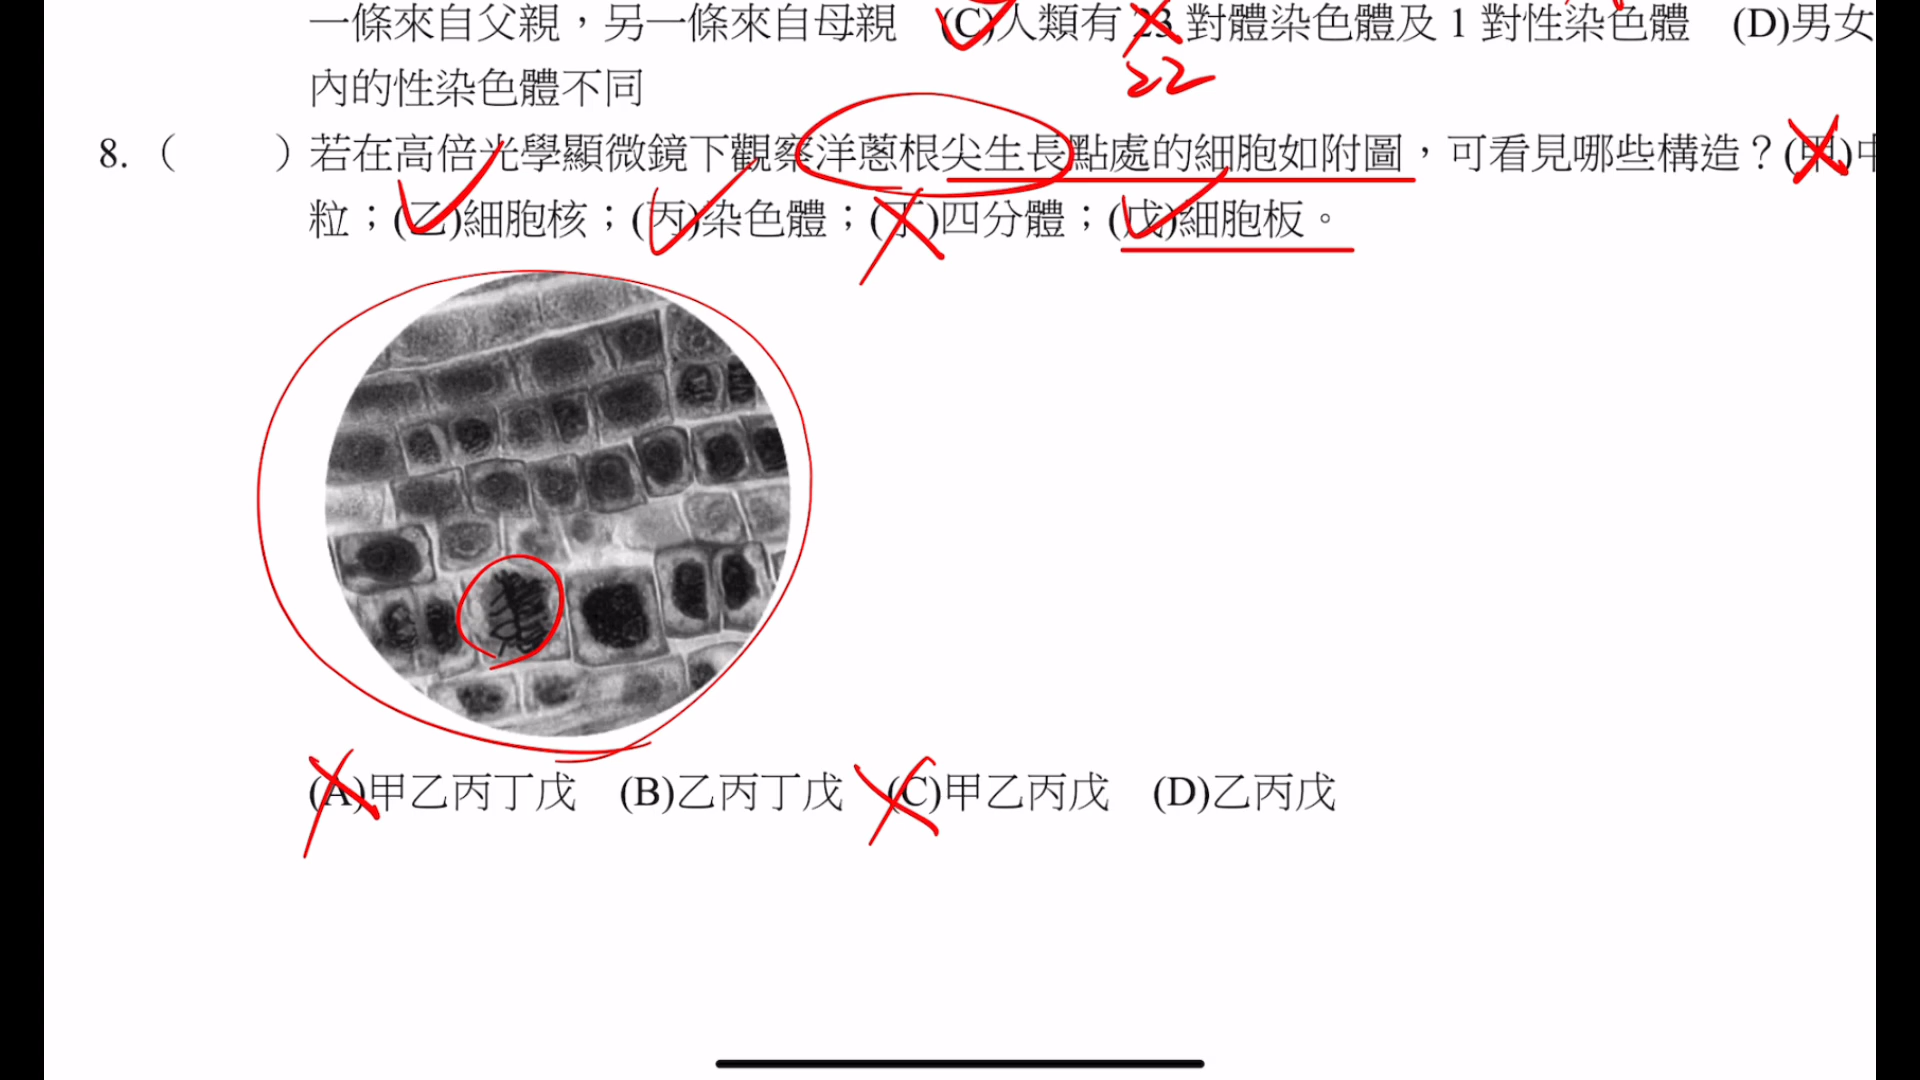 一條來自父親，另一條來自母親 (C)人類有 23 對體染色體及 1 對性染色體 (D)男女
22
內的性染色體不同
8. ( ) 若在高倍光學顯微鏡下觀察洋蔥根尖生長點處的細胞如附圖，可看見哪些構造？(甲)中
粒；(乙)細胞核；(丙)染色體；(丁)四分體；(戊)細胞板。
(A)甲乙丙丁戊 (B)乙丙丁戊 (C)甲乙丙戊 (D)乙丙戊